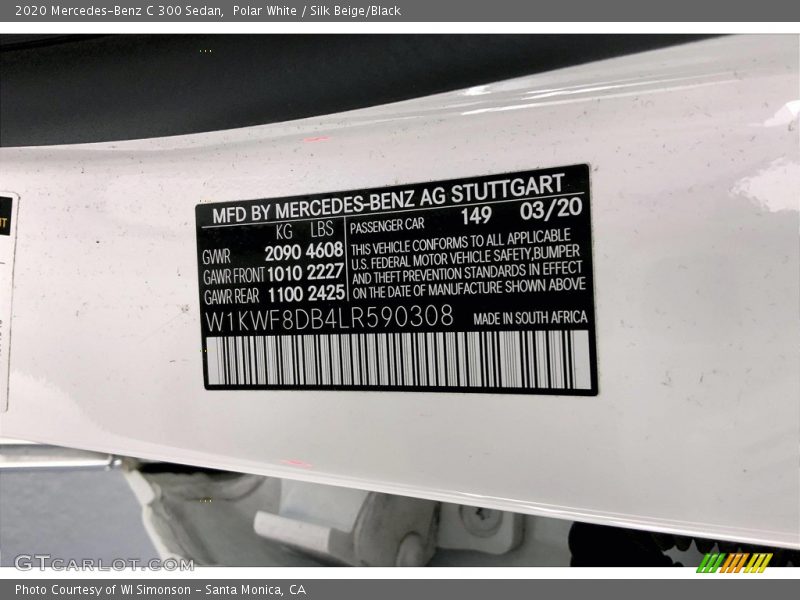 2020 Mercedes-Benz C 300 Sedan,  Polar White / Silk Beige/Black
MFD BY MERCEDES-BENZ AG STUTTGART
KG LBS
GVWR 2090 4608
GAWR FRONT 1010 2227
GAWR REAR 1100 2425
PASSENGER CAR 149 03/20
THIS VEHICLE CONFORMS TO ALL APPLICABLE
U.S. FEDERAL MOTOR VEHICLE SAFETY,BUMPER
AND THEFT PREVENTION STANDARDS IN EFFECT
ON THE DATE OF MANUFACTURE SHOWN ABOVE
W1KWF8DB4LR590308 MADE IN SOUTH AFRICA
GTcarlot.com
Photo Courtesy of WI Simonson - Santa Monica, CA